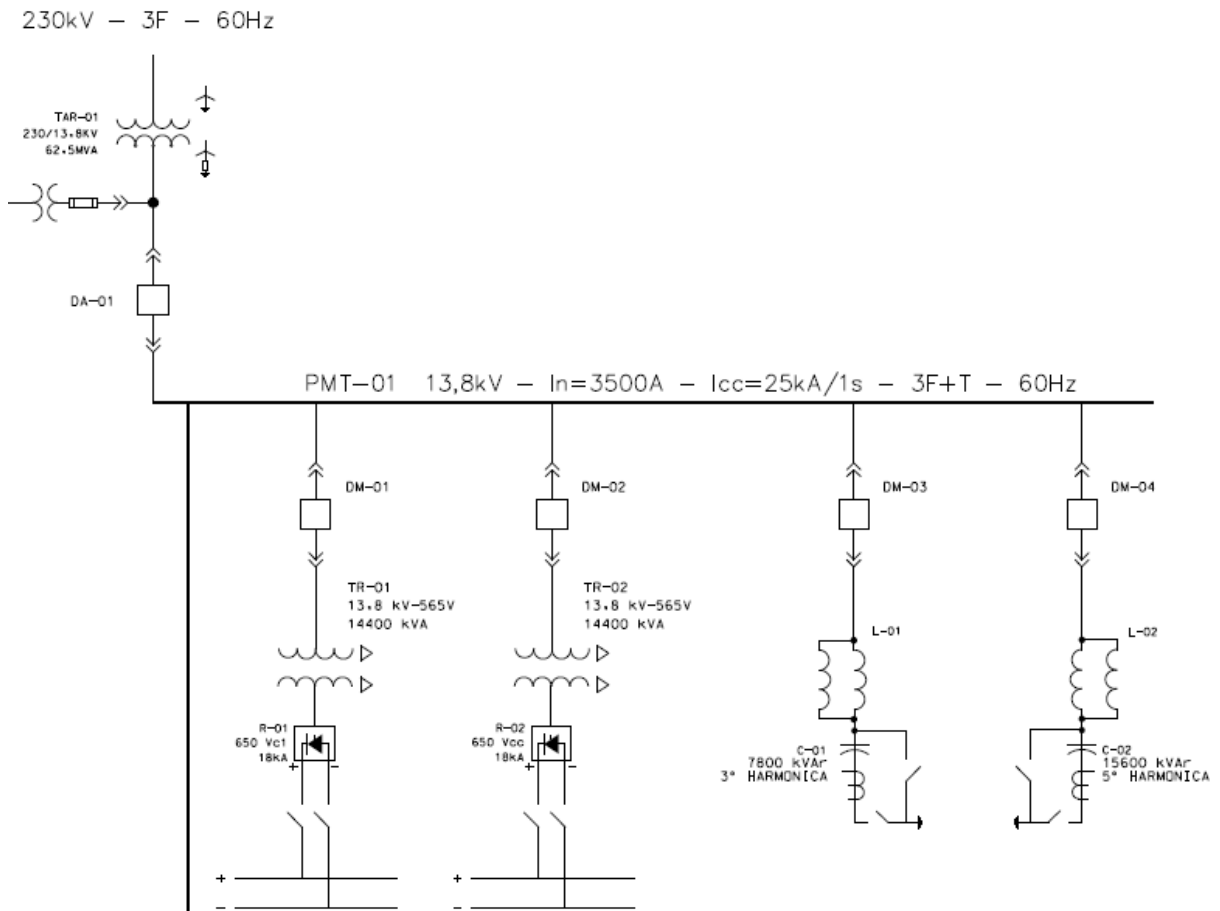 230kV – 3F – 60Hz
TAR-01
230/13.8KV
62.5MVA
DA-01
PMT-01 13,8kV – In=3500A – Icc=25kA/1s – 3F+T – 60Hz
DM-01
DM-02
DM-03
DM-04
TR-01
13.8 kV-565V
14400 kVA
TR-02
13.8 kV-565V
14400 kVA
L-01
L-02
R-01
650 Vc1
18kA
+ –
R-02
650 Vcc
18kA
+ –
C-01
7800 kVAr
3° HARMONICA
C-02
15600 kVAr
5° HARMONICA
+
–
+
–